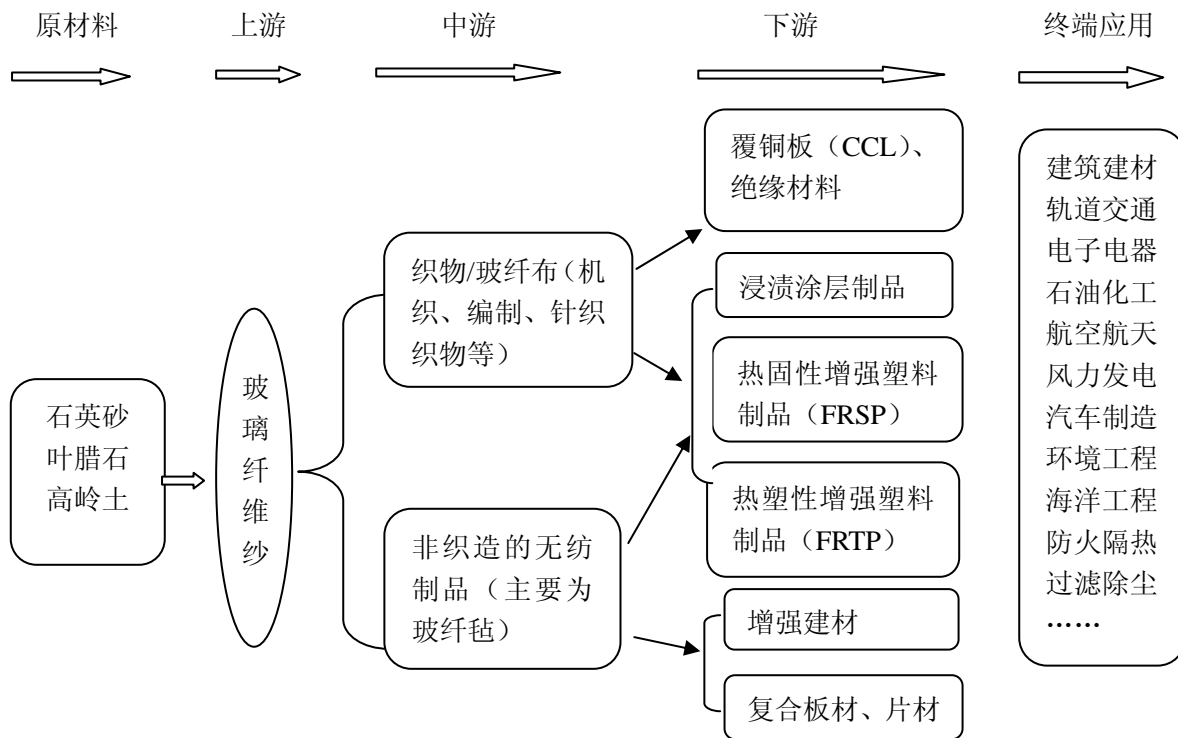 原材料
上游
中游
下游
终端应用
石英砂
叶腊石
高岭土
玻
璃
纤
维
纱
织物/玻纤布（机
织、编制、针织
织物等）
非织造的无纺
制品（主要为
玻纤毡）
覆铜板（CCL）、
绝缘材料
浸渍涂层制品
热固性增强塑料
制品（FRSP）
热塑性增强塑料
制品（FRTP）
增强建材
复合板材、片材
建筑建材
轨道交通
电子电器
石油化工
航空航天
风力发电
汽车制造
环境工程
海洋工程
防火隔热
过滤除尘
……